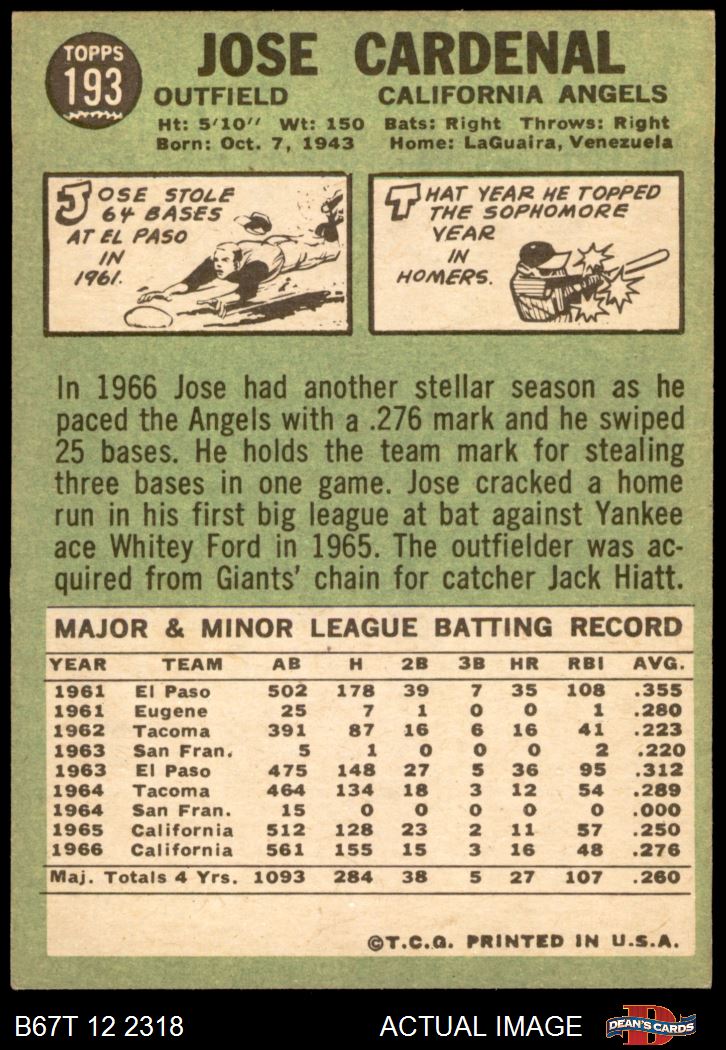 TOPPS
193
JOSE CARDENAL
OUTFIELD CALIFORNIA ANGELS
Ht: 5'10" Wt: 150 Bats: Right Throws: Right
Born: Oct. 7, 1943 Home: LaGuaira, Venezuela
JOSE STOLE
64 BASES
AT EL PASO
IN
1961.
THAT YEAR HE TOPPED
THE SOPHOMORE
YEAR
IN
HOMERS.
In 1966 Jose had another stellar season as he
paced the Angels with a .276 mark and he swiped
25 bases. He holds the team mark for stealing
three bases in one game. Jose cracked a home
run in his first big league at bat against Yankee
ace Whitey Ford in 1965. The outfielder was ac-
quired from Giants' chain for catcher Jack Hiatt.
MAJOR & MINOR LEAGUE BATTING RECORD
YEAR TEAM AB H 2B 3B HR RBI AVG.
1961 El Paso 502 178 39 7 35 108 .355
1961 Eugene 25 7 1 0 0 1 .280
1962 Tacoma 391 87 16 6 16 41 .223
1963 San Fran. 5 1 0 0 0 2 .220
1963 El Paso 475 148 27 5 36 95 .312
1964 Tacoma 464 134 18 3 12 54 .289
1964 San Fran. 15 0 0 0 0 0 .000
1965 California 512 128 23 2 11 57 .250
1966 California 561 155 15 3 16 48 .276
Maj. Totals 4 Yrs. 1093 284 38 5 27 107 .260
©T.C.G. PRINTED IN U.S.A.
B67T 12 2318 ACTUAL IMAGE DEAN'S CARDS